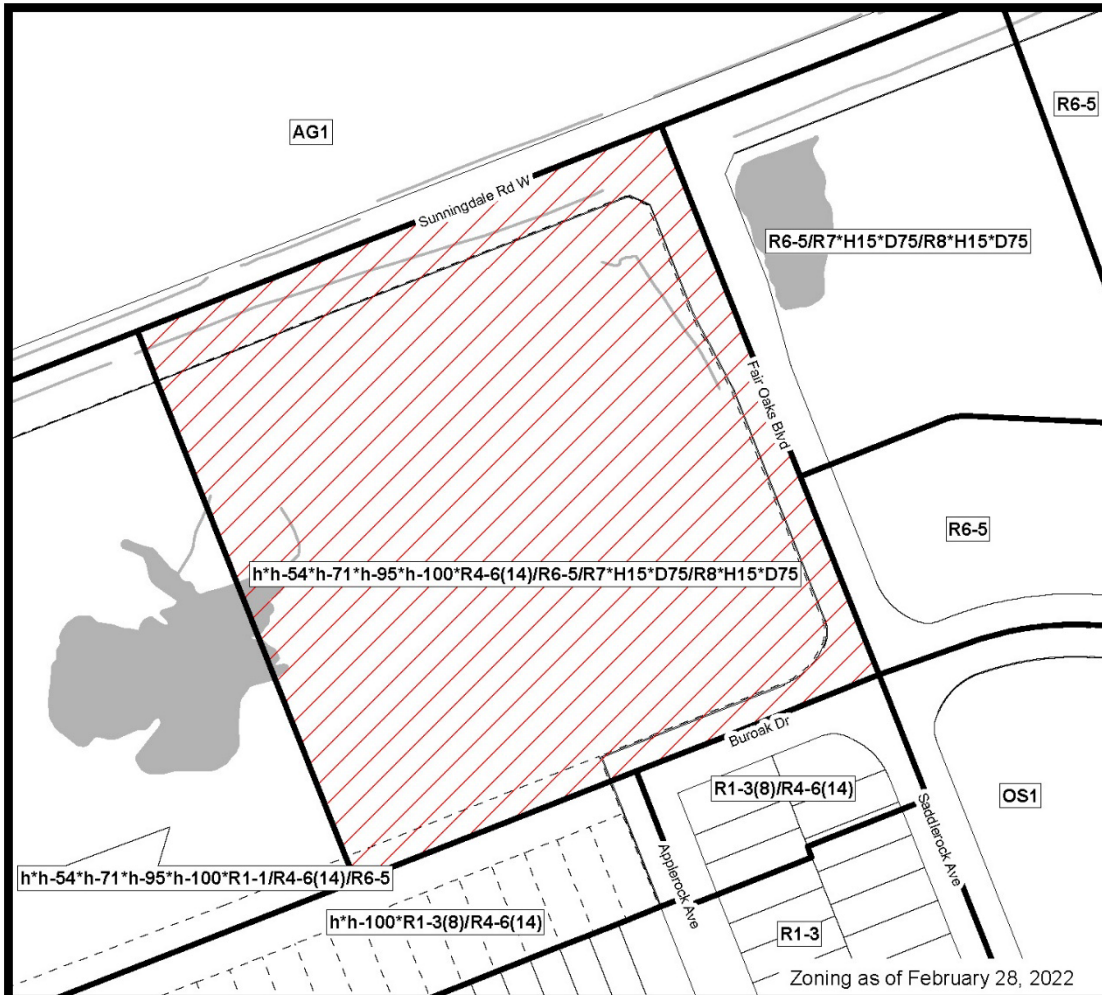 R6-5
AG1
Sunningdale Rd W
R6-5/R7*H15*D75/R8*H15*D75
Fair Oaks Blvd
R6-5
h*h-54*h-71*h-95*h-100*R4-6(14)/R6-5/R7*H15*D75/R8*H15*D75
Buroak Dr
R1-3(8)/R4-6(14)
OS1
Saddlerock Ave
Applerock Ave
h*h-54*h-71*h-95*h-100*R1-1/R4-6(14)/R6-5
h*h-100*R1-3(8)/R4-6(14)
R1-3
Zoning as of February 28, 2022